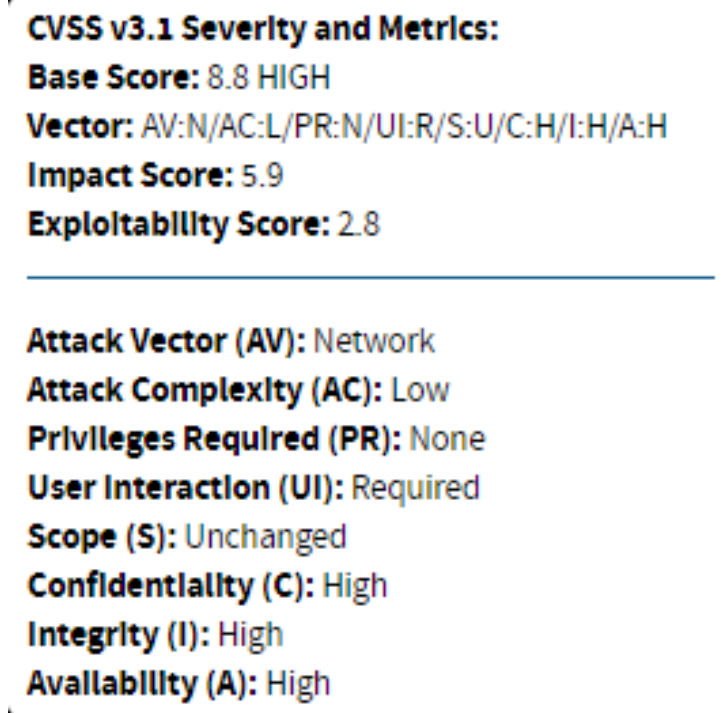 CVSS v3.1 Severity and Metrics:
Base Score: 8.8 HIGH
Vector: AV:N/AC:L/PR:N/UI:R/S:U/C:H/I:H/A:H
Impact Score: 5.9
Exploitability Score: 2.8
Attack Vector (AV): Network
Attack Complexity (AC): Low
Privileges Required (PR): None
User Interaction (UI): Required
Scope (S): Unchanged
Confidentiality (C): High
Integrity (I): High
Availability (A): High